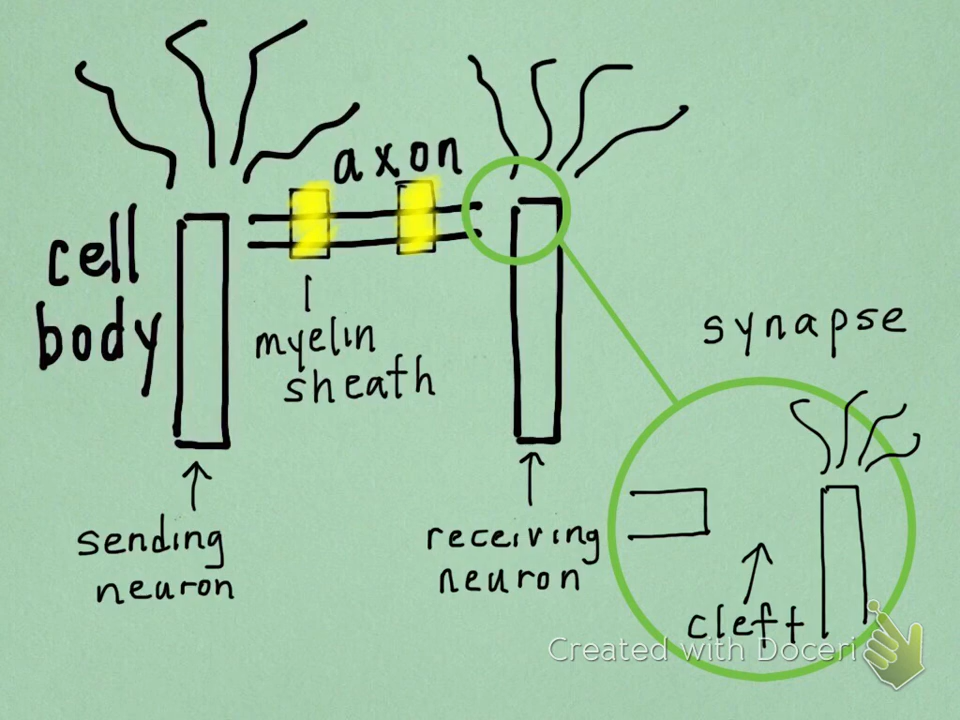 axon
cell
body
myelin
sheath
synapse
sending
neuron
receiving
neuron
cleft
Created with Doceri